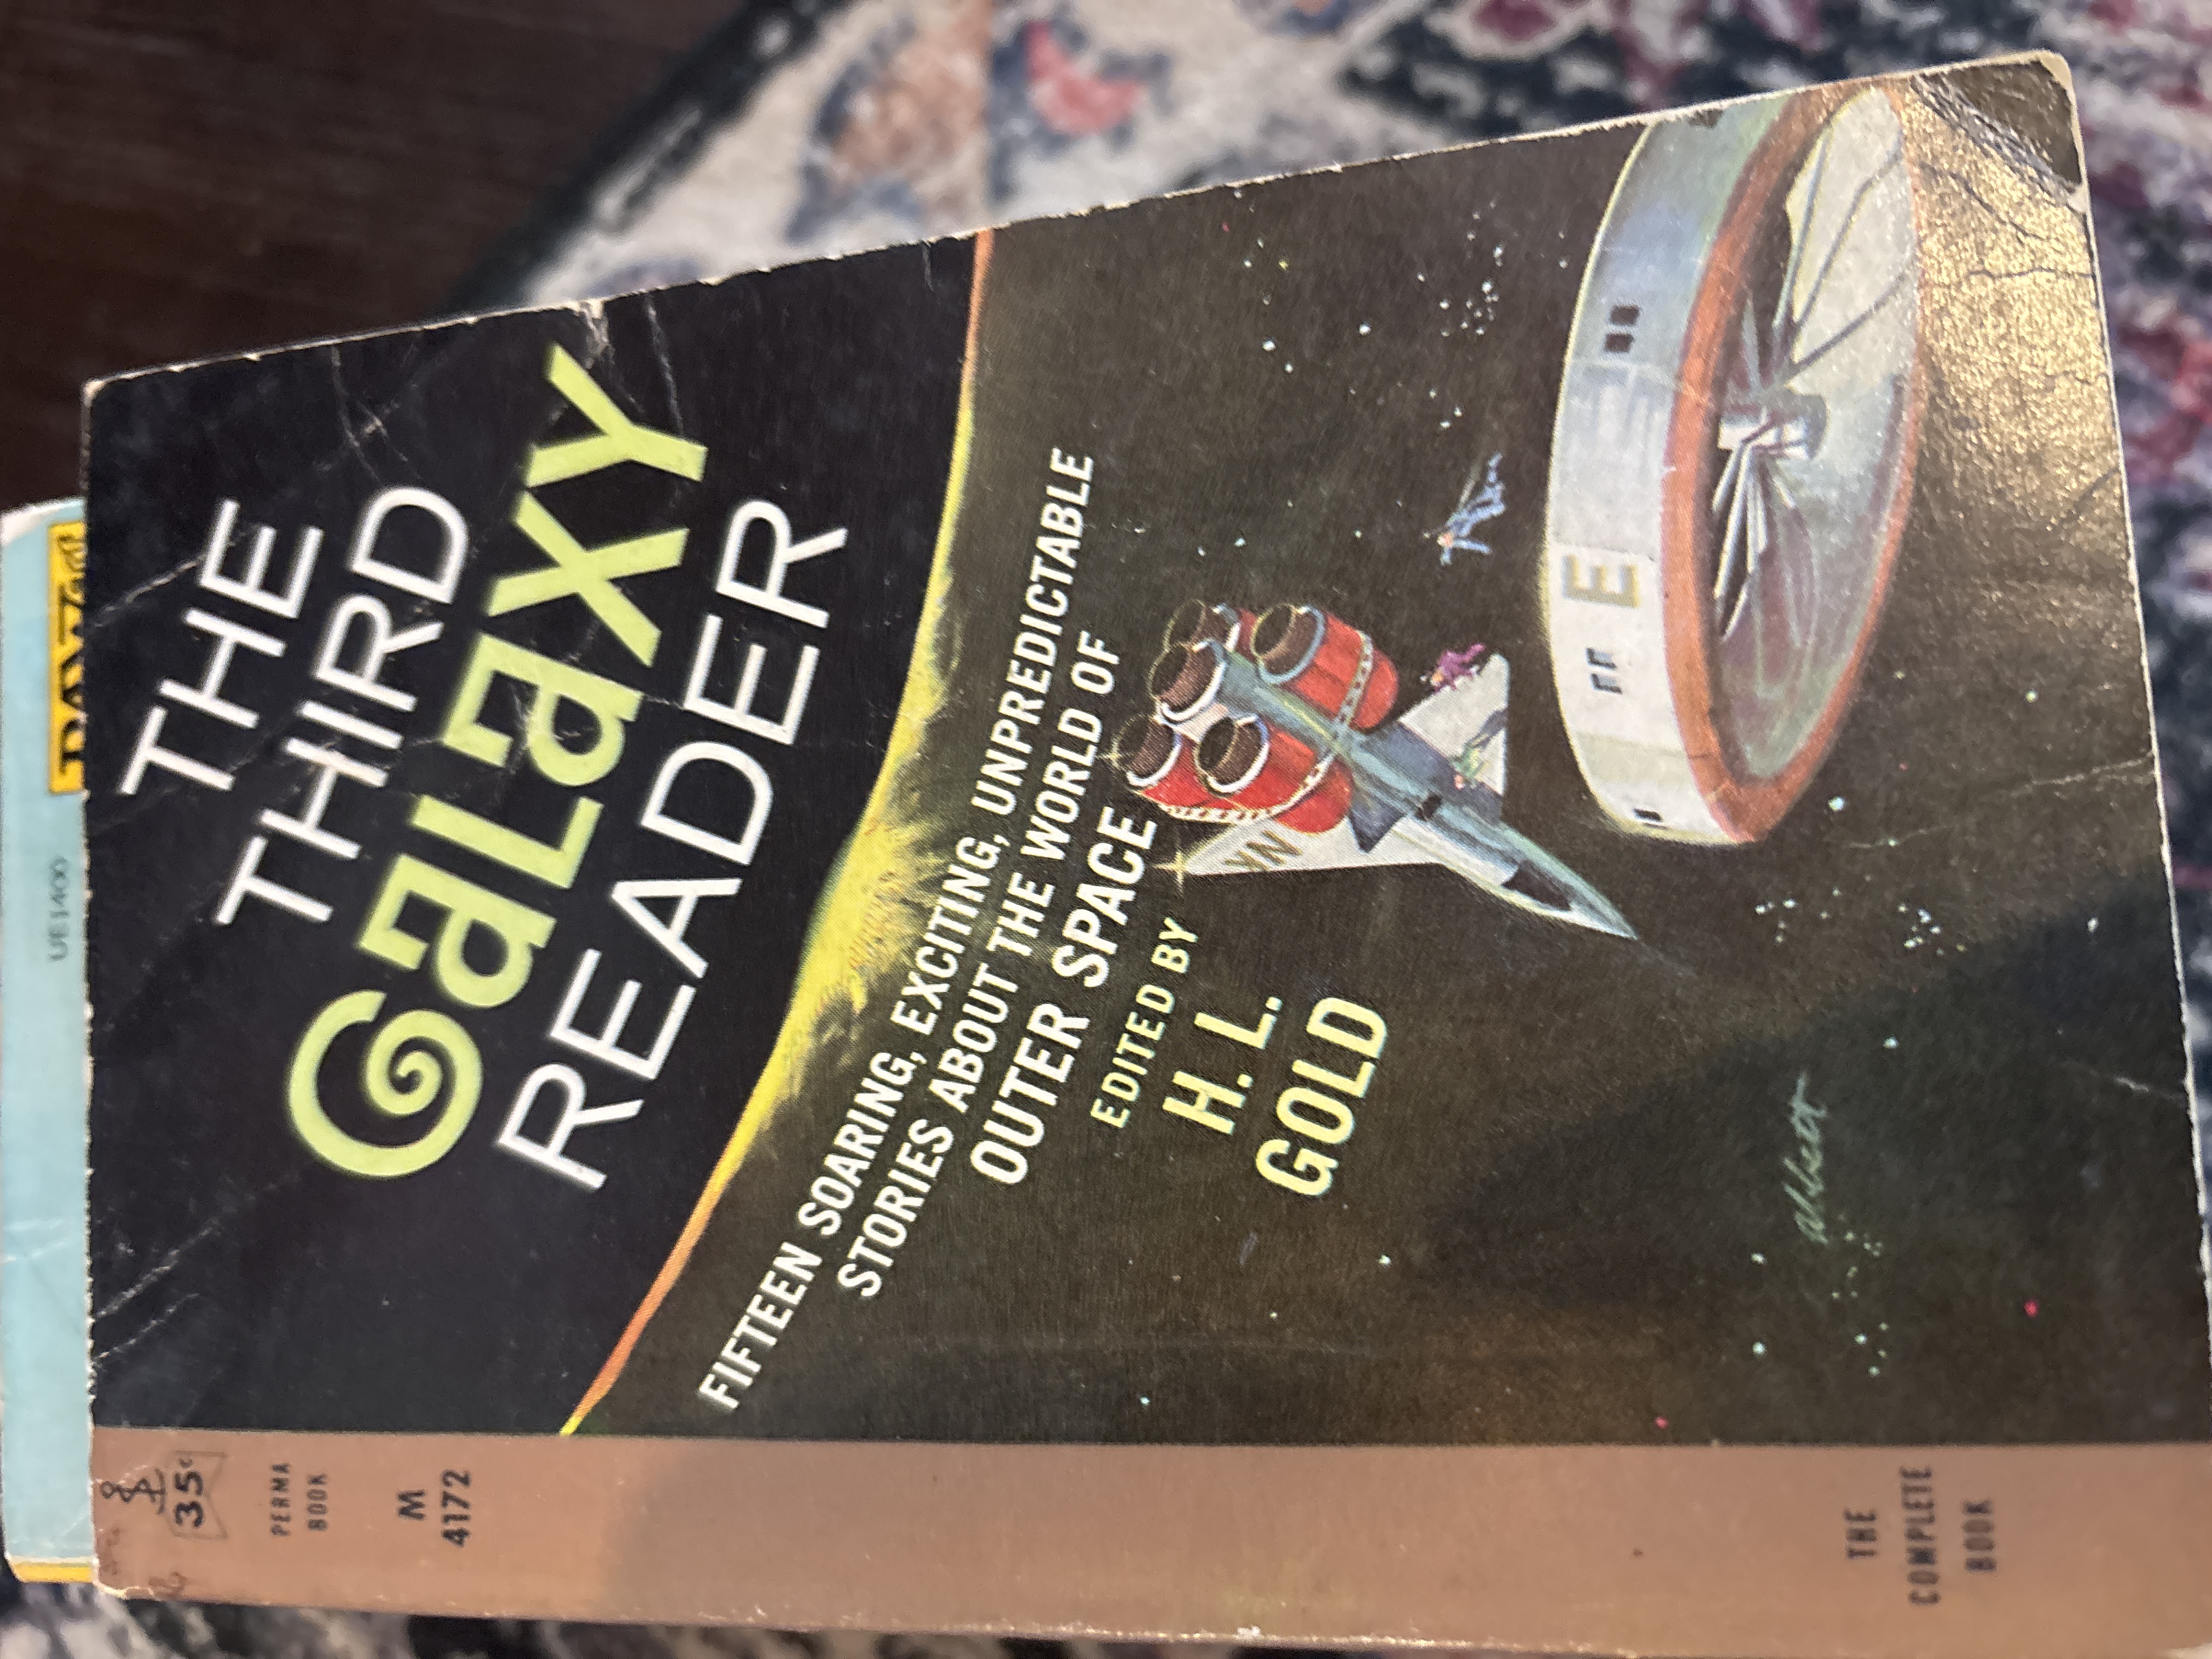 THE
THIRD
GaLaXY
READER
FIFTEEN SOARING, EXCITING, UNPREDICTABLE
STORIES ABOUT THE WORLD OF
OUTER SPACE
EDITED BY
H. L.
GOLD
YN
E
35¢
PERMA
BOOK
M
4172
THE
COMPLETE
BOOK
UE1400